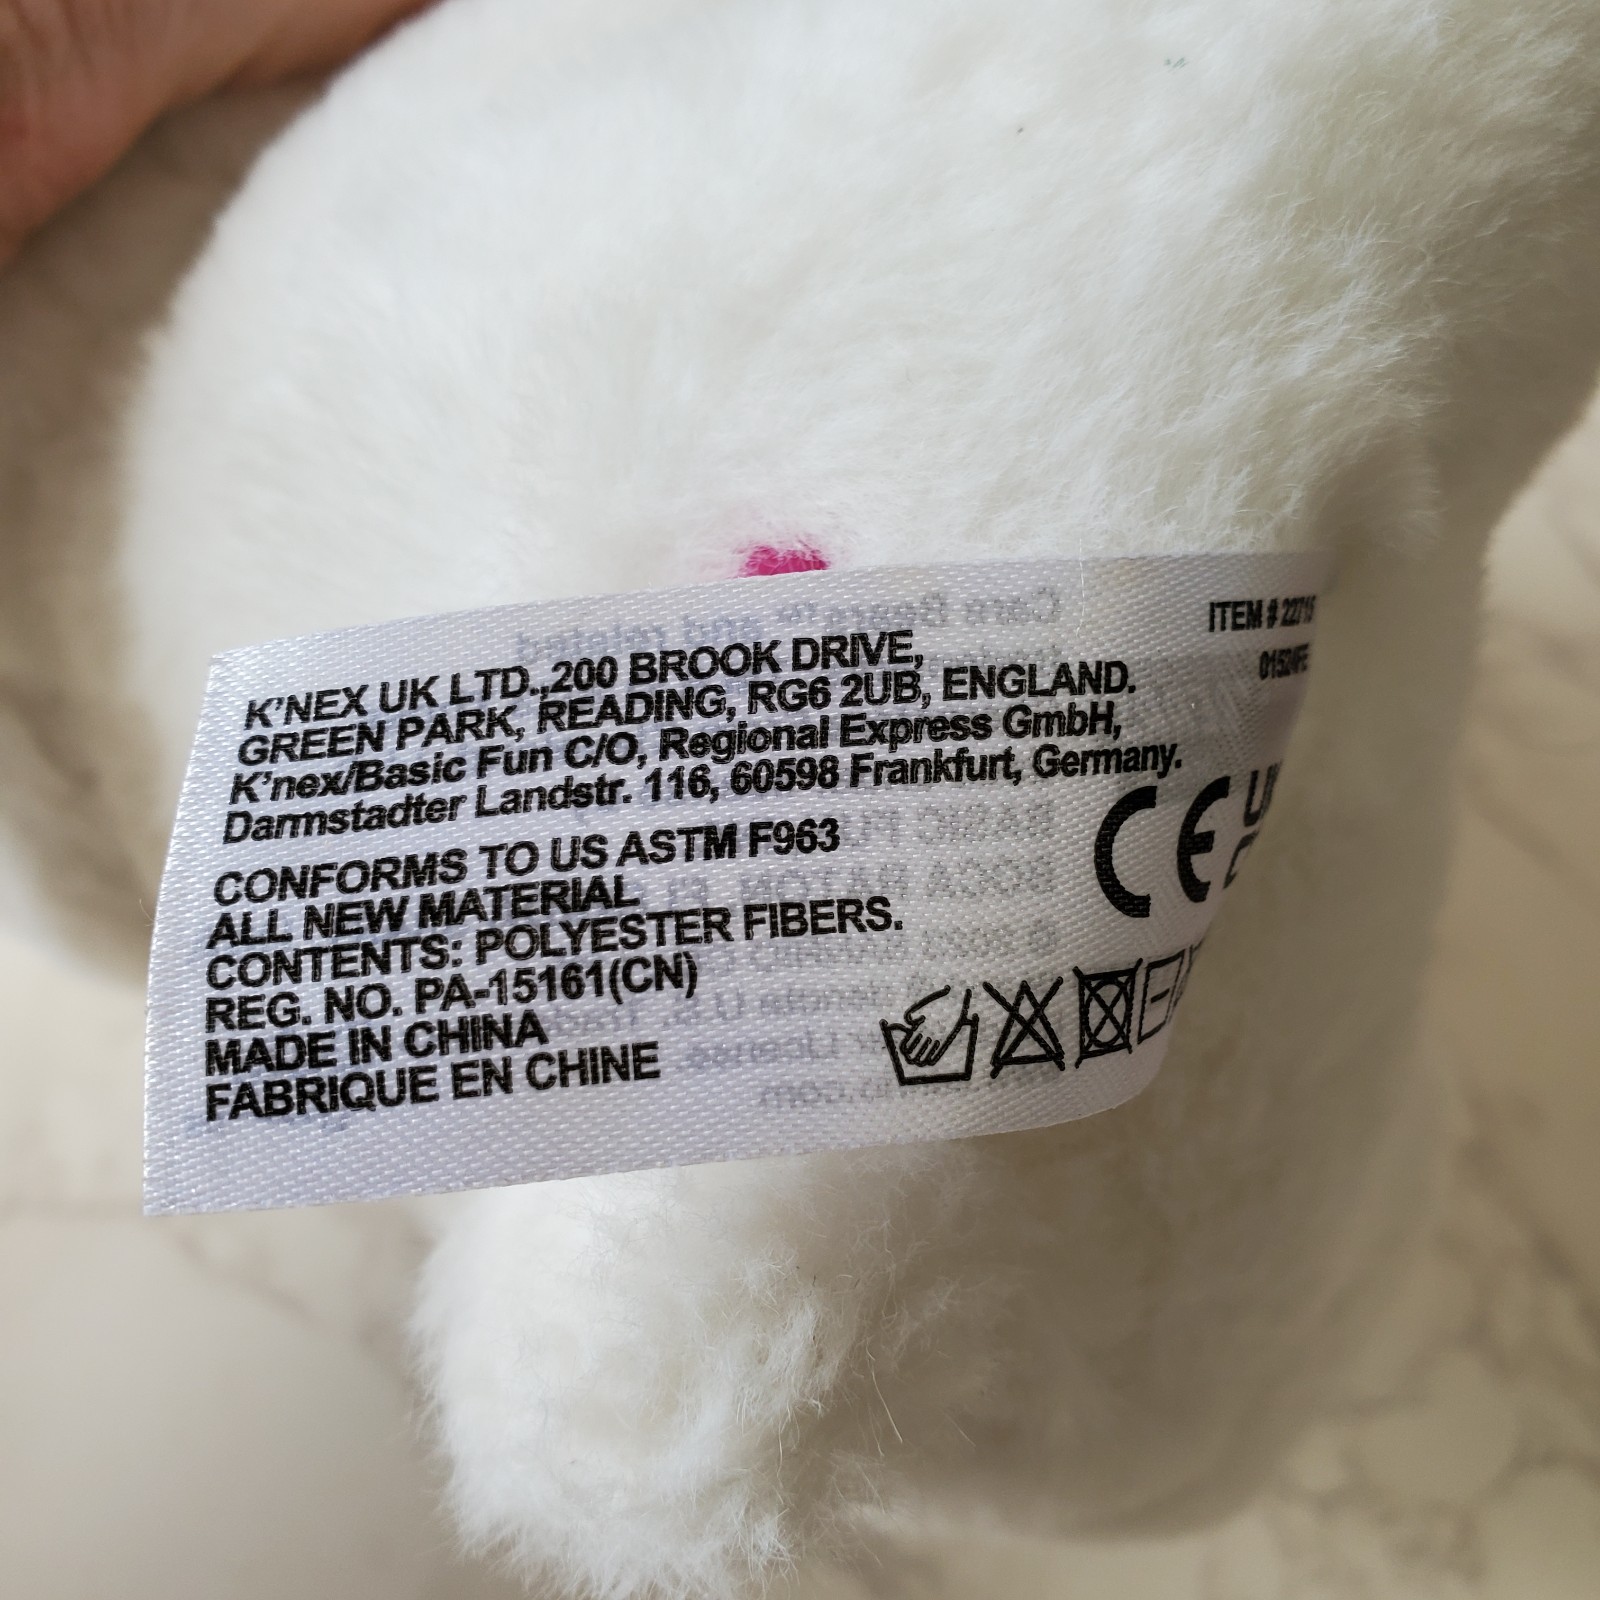 K'NEX UK LTD.,200 BROOK DRIVE,
GREEN PARK, READING, RG6 2UB, ENGLAND.
K'nex/Basic Fun C/O, Regional Express GmbH,
Darmstadter Landstr. 116, 60598 Frankfurt, Germany.
CONFORMS TO US ASTM F963
ALL NEW MATERIAL
CONTENTS: POLYESTER FIBERS.
REG. NO. PA-15161(CN)
MADE IN CHINA
FABRIQUE EN CHINE
ITEM #
CE